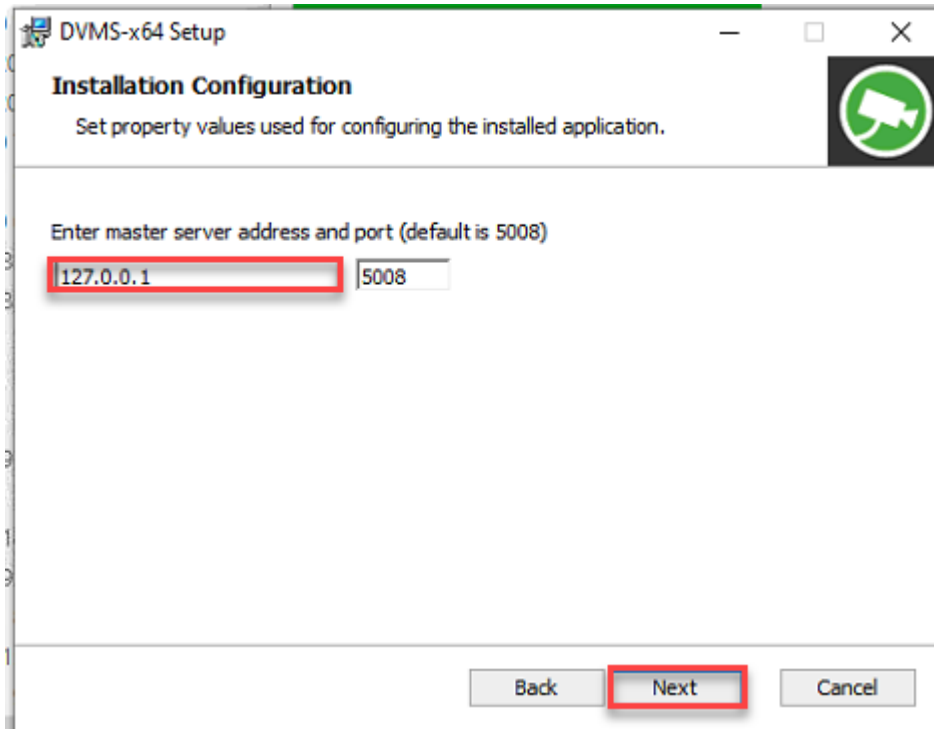 DVMS-x64 Setup
Installation Configuration
Set property values used for configuring the installed application.
Enter master server address and port (default is 5008)
127.0.0.1 5008
Back Next Cancel